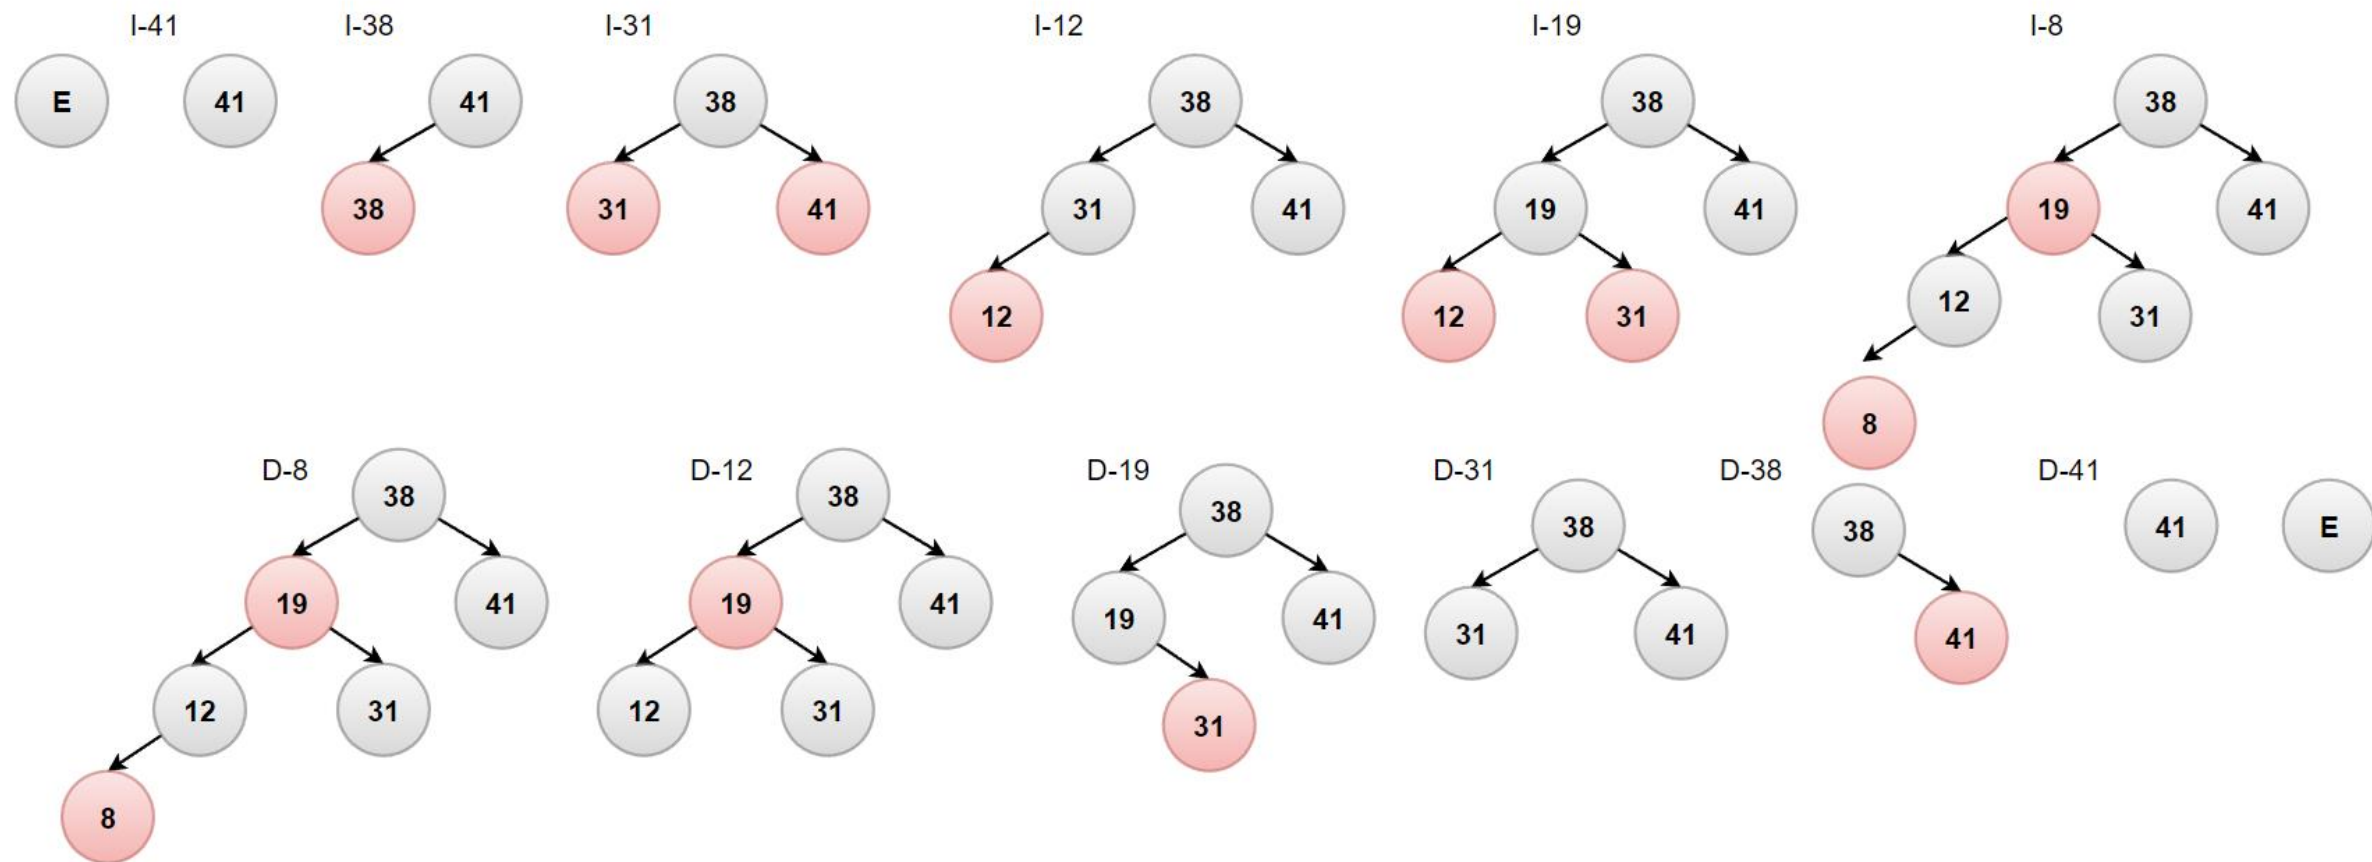 I-41 I-38 I-31 I-12 I-19 I-8
E 41 41 38 38 38 38
38 31 41 31 41 19 41 19 41
12 12 31 12 31
8
D-8 D-12 D-19 D-31 D-38 D-41
38 38 38 38 38 41 E
19 41 19 41 19 41 31 41 41
12 31 12 31 31
8